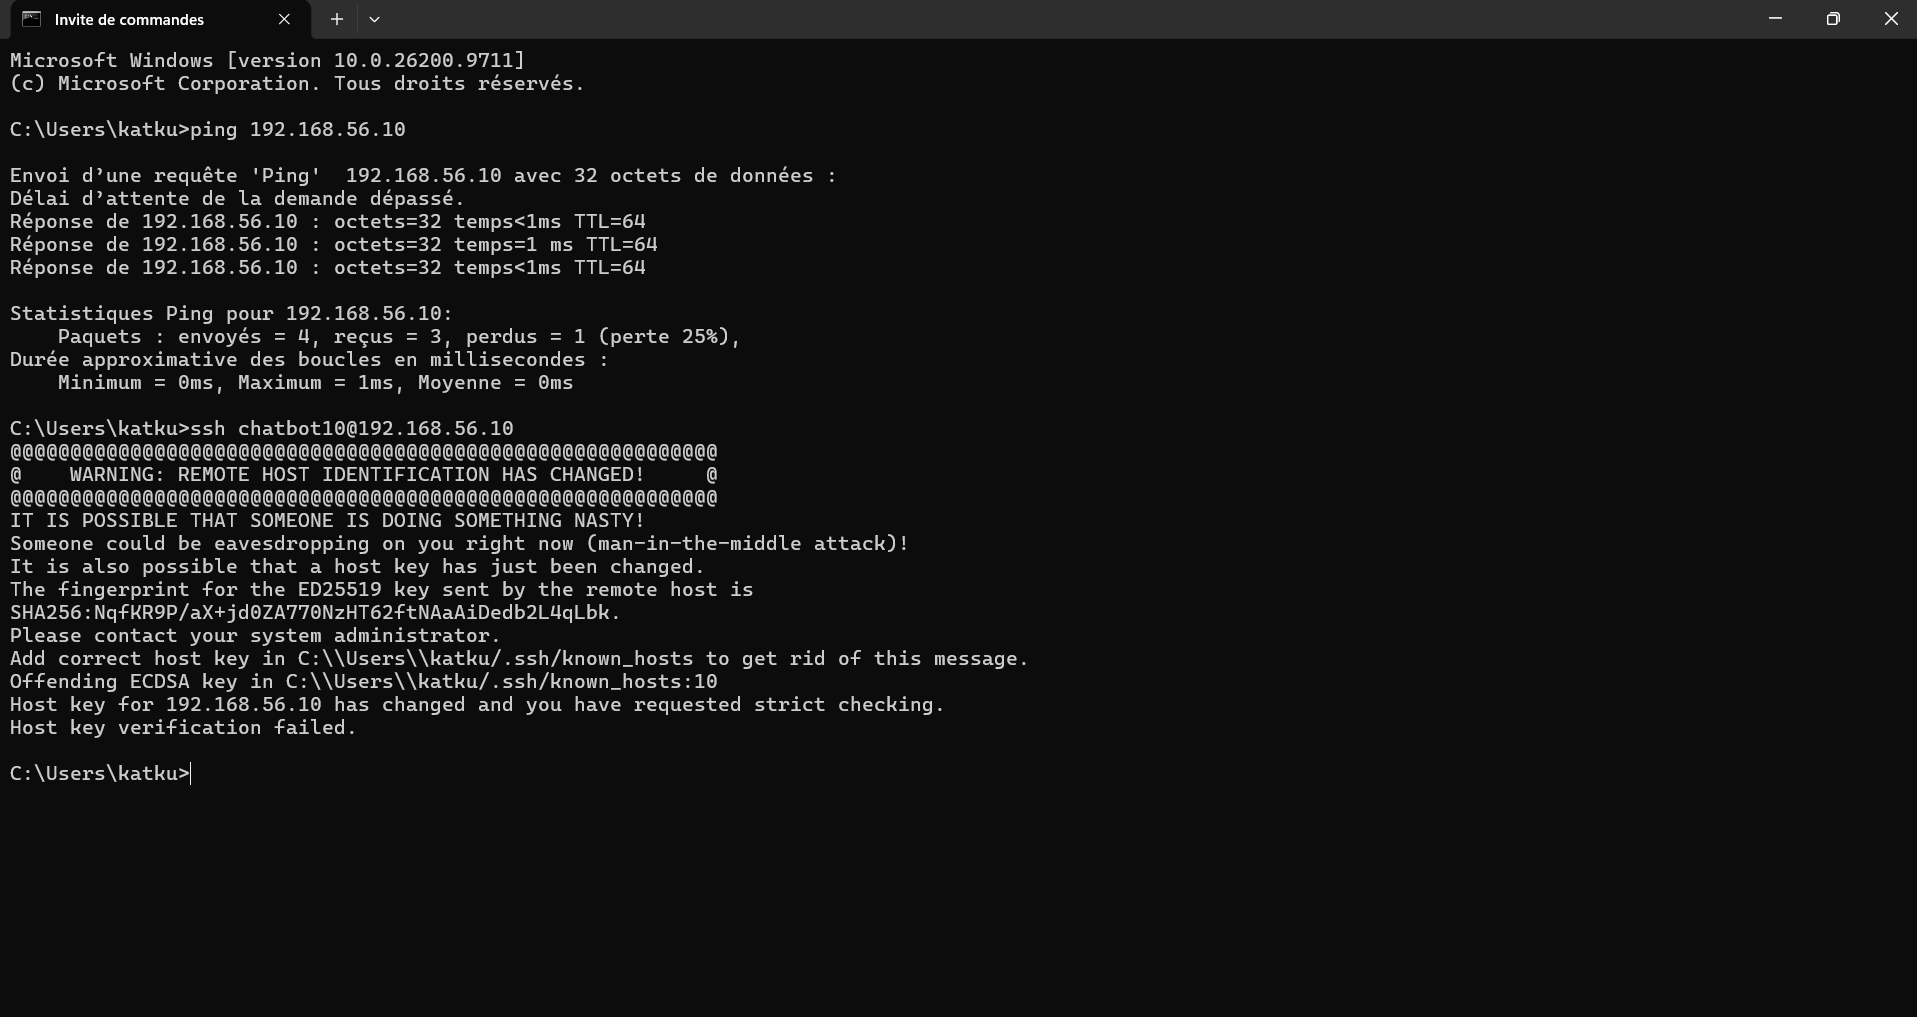 Invite de commandes
Microsoft Windows [version 10.0.26200.9711]
(c) Microsoft Corporation. Tous droits réservés.
C:\Users\katku>ping 192.168.56.10
Envoi d’une requête 'Ping'  192.168.56.10 avec 32 octets de données :
Délai d’attente de la demande dépassé.
Réponse de 192.168.56.10 : octets=32 temps<1ms TTL=64
Réponse de 192.168.56.10 : octets=32 temps=1 ms TTL=64
Réponse de 192.168.56.10 : octets=32 temps<1ms TTL=64
Statistiques Ping pour 192.168.56.10:
    Paquets : envoyés = 4, reçus = 3, perdus = 1 (perte 25%),
Durée approximative des boucles en millisecondes :
    Minimum = 0ms, Maximum = 1ms, Moyenne = 0ms
C:\Users\katku>ssh chatbot10@192.168.56.10
@@@@@@@@@@@@@@@@@@@@@@@@@@@@@@@@@@@@@@@@@@@@@@@@@@@@@@@@@@@
@    WARNING: REMOTE HOST IDENTIFICATION HAS CHANGED!     @
@@@@@@@@@@@@@@@@@@@@@@@@@@@@@@@@@@@@@@@@@@@@@@@@@@@@@@@@@@@
IT IS POSSIBLE THAT SOMEONE IS DOING SOMETHING NASTY!
Someone could be eavesdropping on you right now (man-in-the-middle attack)!
It is also possible that a host key has just been changed.
The fingerprint for the ED25519 key sent by the remote host is
SHA256:NqfKR9P/aX+jd0ZA770NzHT62ftNAaAiDedb2L4qLbk.
Please contact your system administrator.
Add correct host key in C:\\Users\\katku/.ssh/known_hosts to get rid of this message.
Offending ECDSA key in C:\\Users\\katku/.ssh/known_hosts:10
Host key for 192.168.56.10 has changed and you have requested strict checking.
Host key verification failed.
C:\Users\katku>